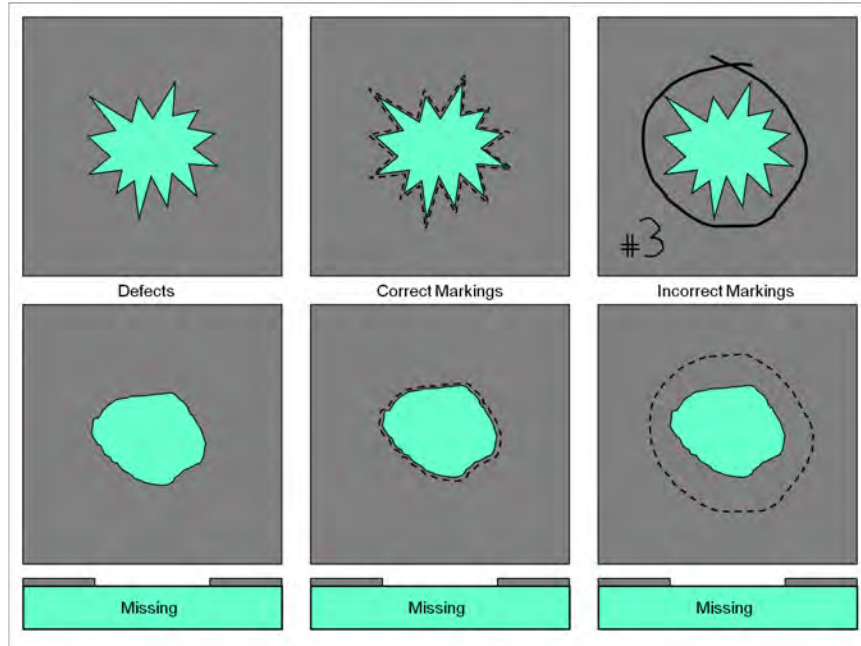 #3
Defects
Correct Markings
Incorrect Markings
Missing
Missing
Missing